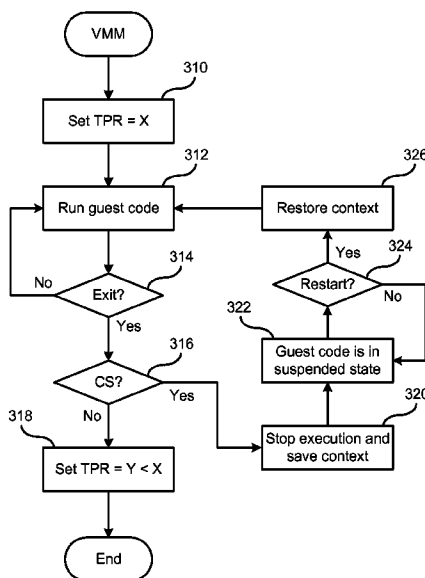 VMM
310
Set TPR = X
312
326
Run guest code
Restore context
314
Yes
324
No
Exit?
Restart?
Yes
322
No
316
Guest code is in
suspended state
CS?
Yes
318
No
320
Set TPR = Y < X
Stop execution and
save context
End